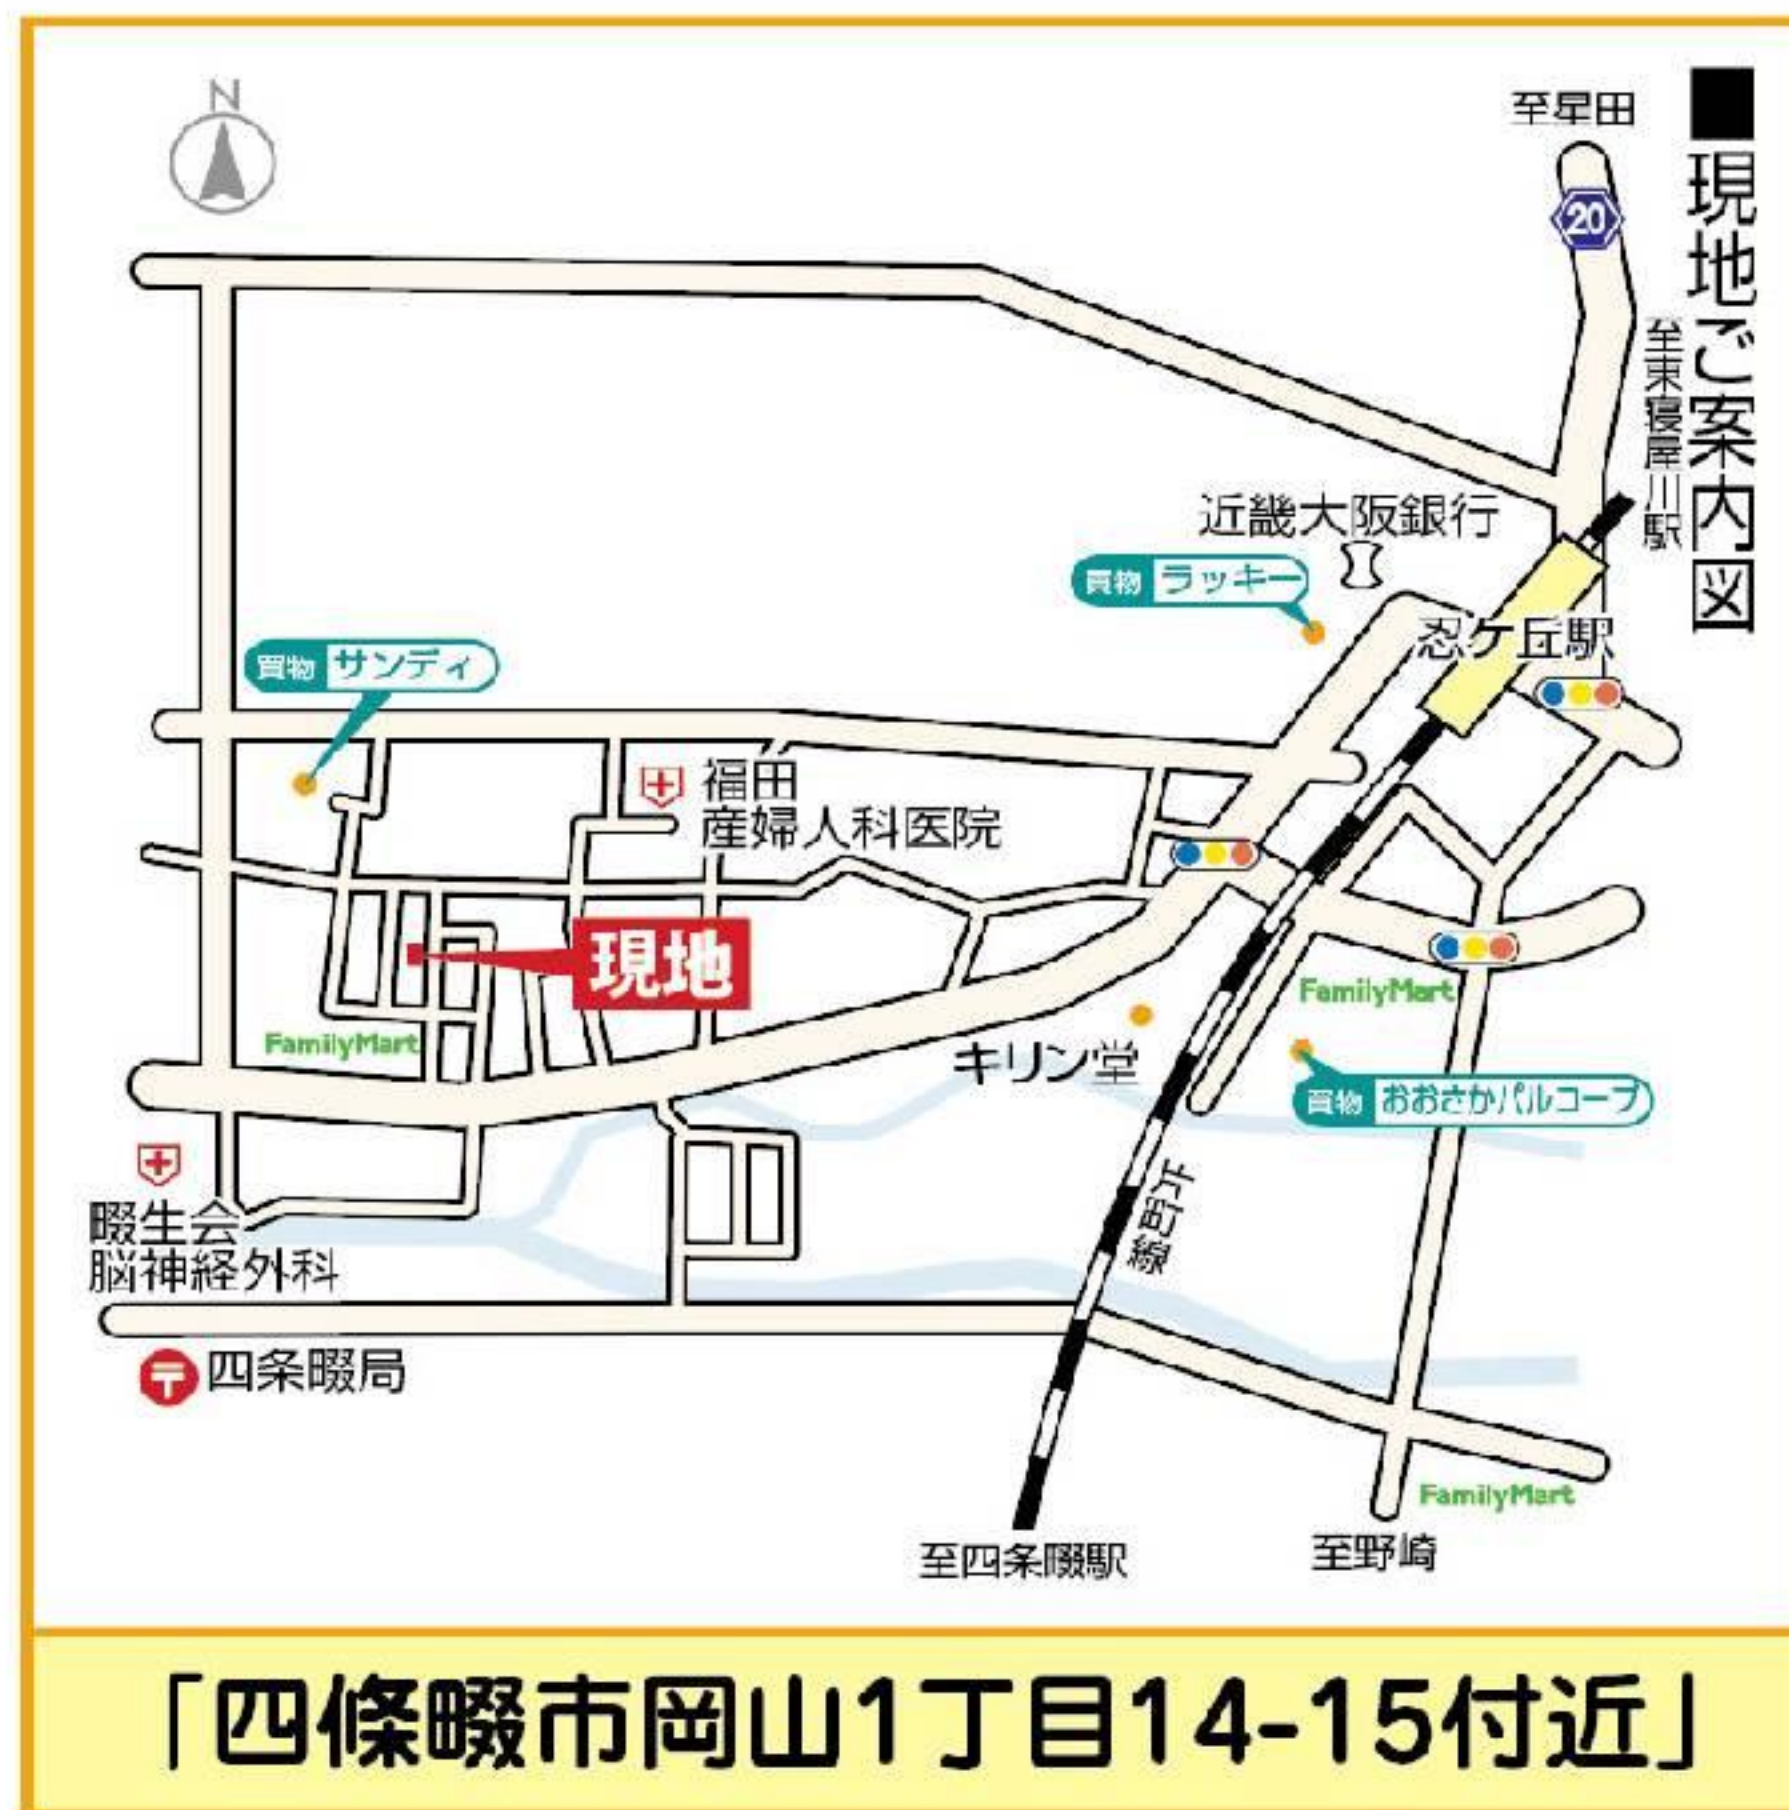 ■現地ご案内図
N
至星田
20
至東寝屋川駅
近畿大阪銀行
買物 ラッキー
忍ケ丘駅
買物 サンディ
福田
産婦人科医院
現地
FamilyMart
FamilyMart
キリン堂
買物 おおさかパルコープ
片町線
畷生会
脳神経外科
四条畷局
FamilyMart
至四条畷駅
至野崎
「四條畷市岡山1丁目14-15付近」